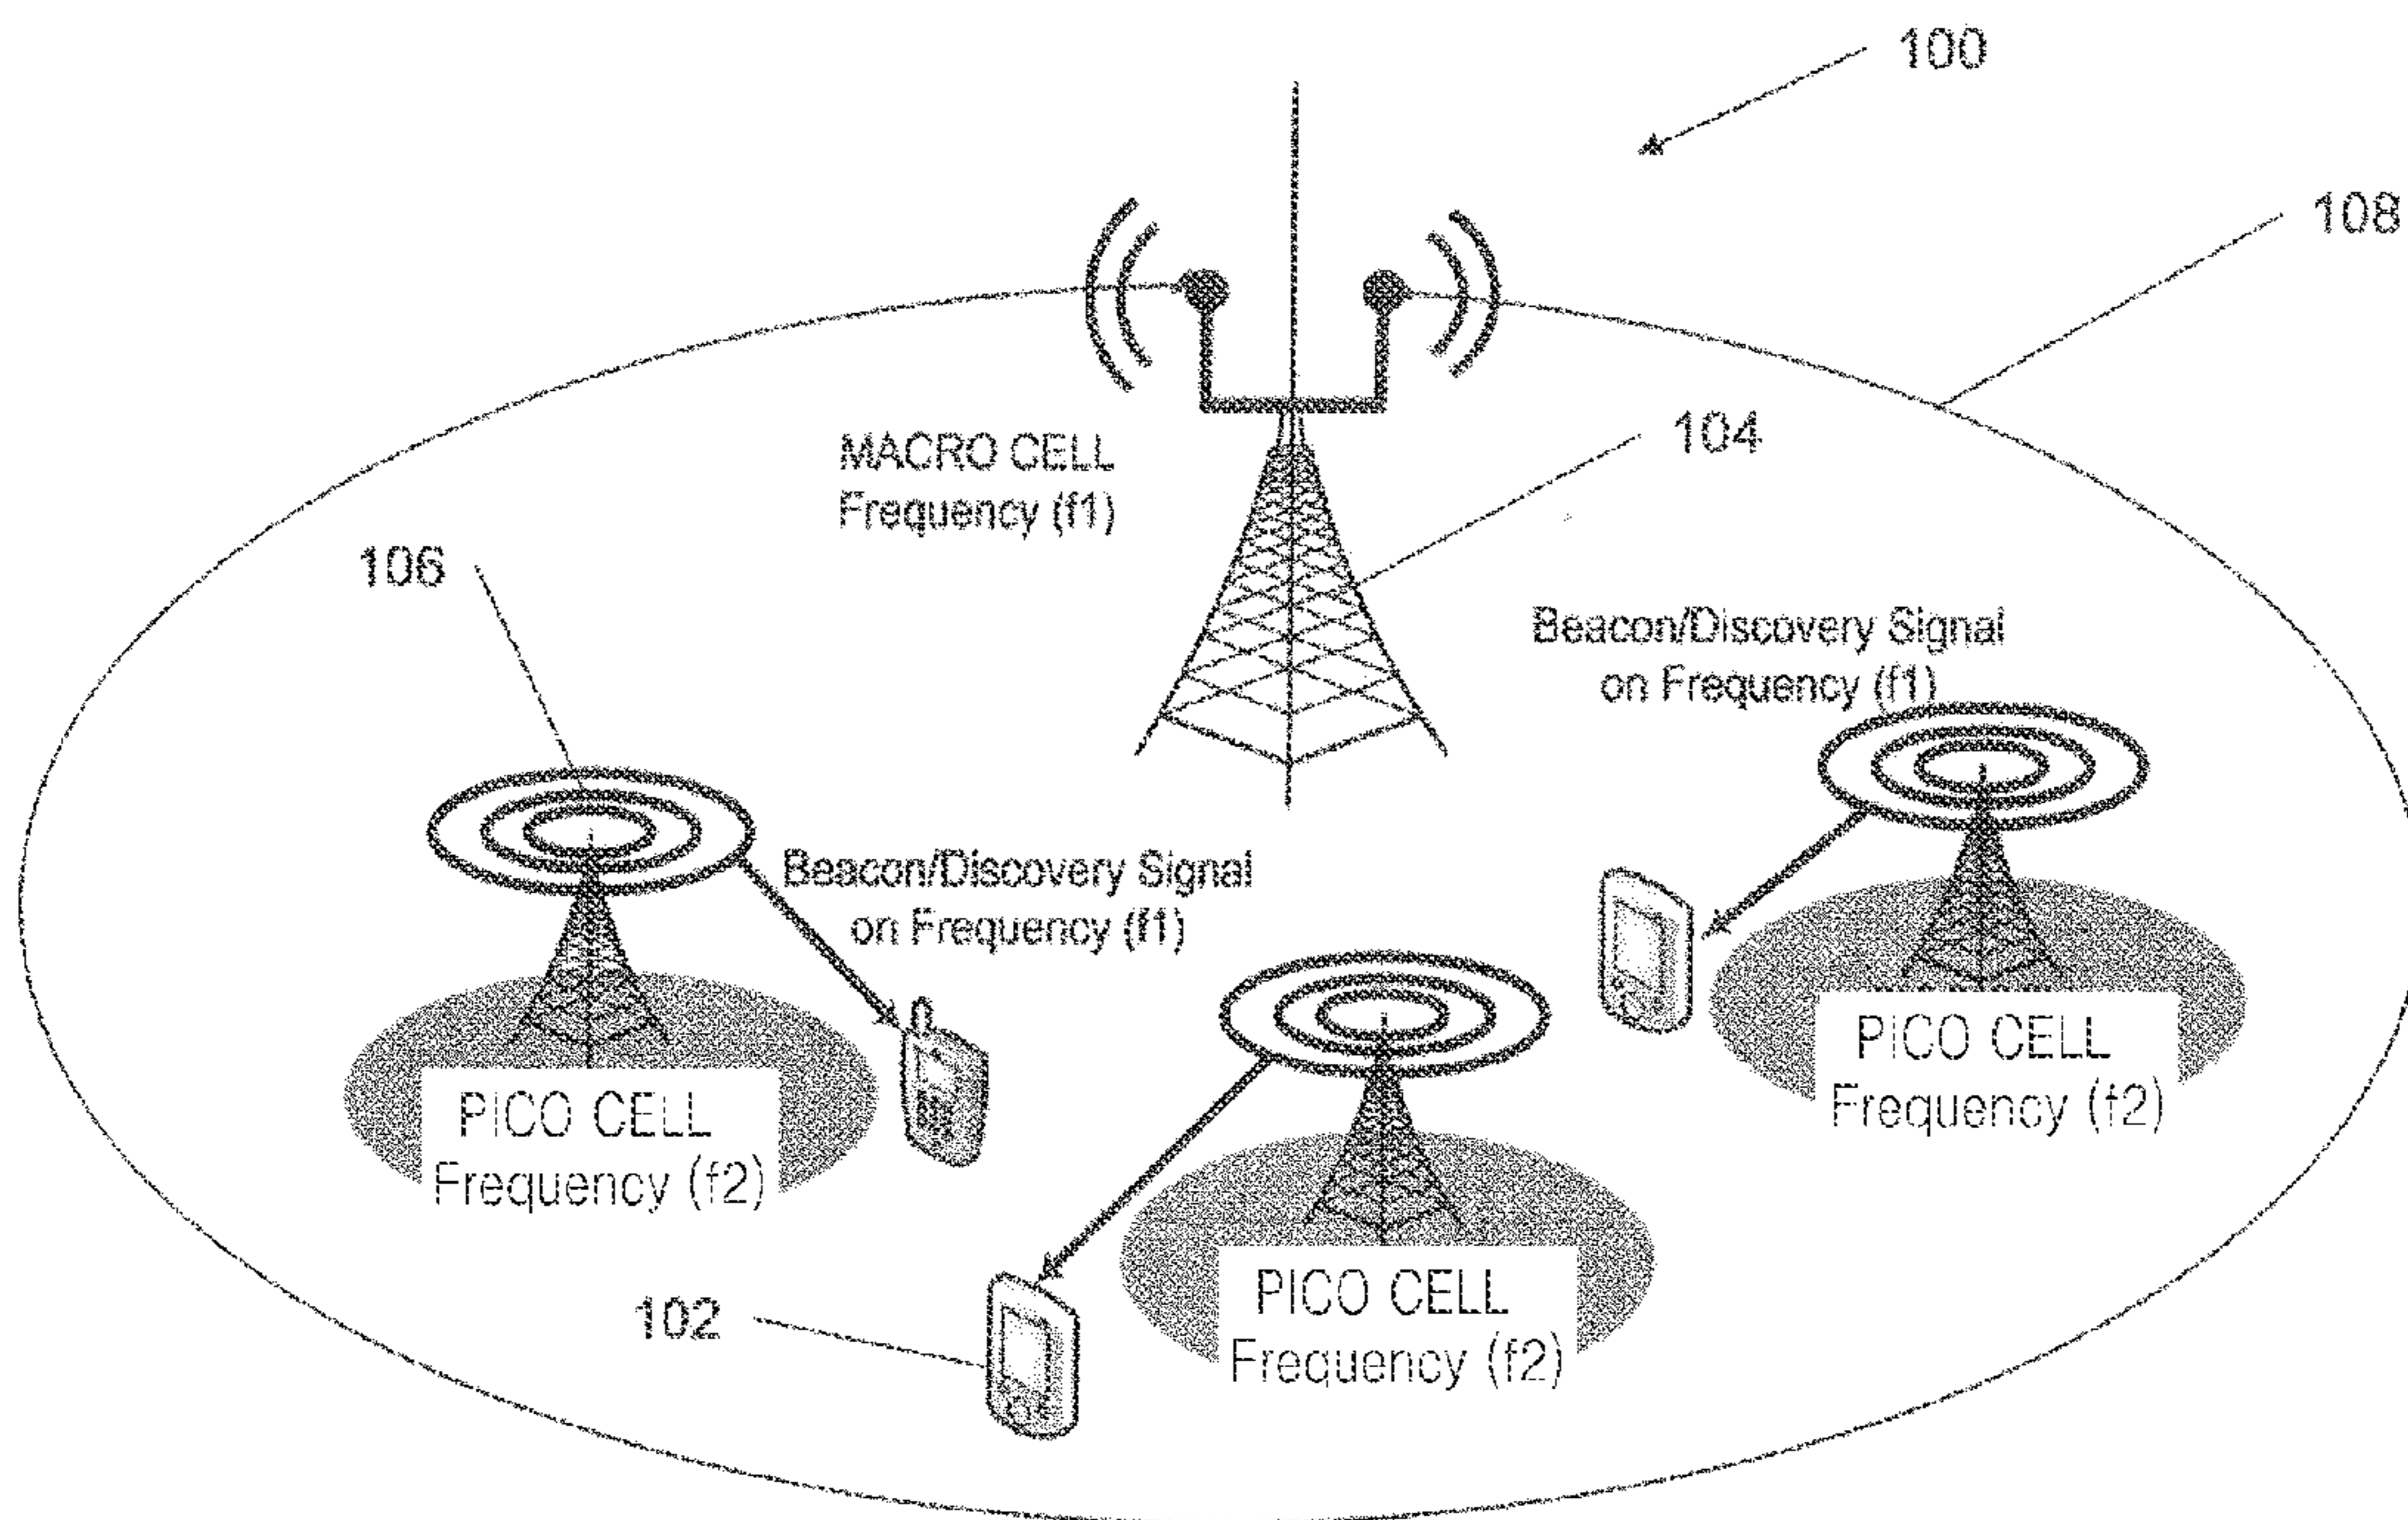 100
108
MACRO CELL
Frequency (f1)
104
106
Beacon/Discovery Signal
on Frequency (f1)
Beacon/Discovery Signal
on Frequency (f1)
PICO CELL
Frequency (f2)
PICO CELL
Frequency (f2)
PICO CELL
Frequency (f2)
102